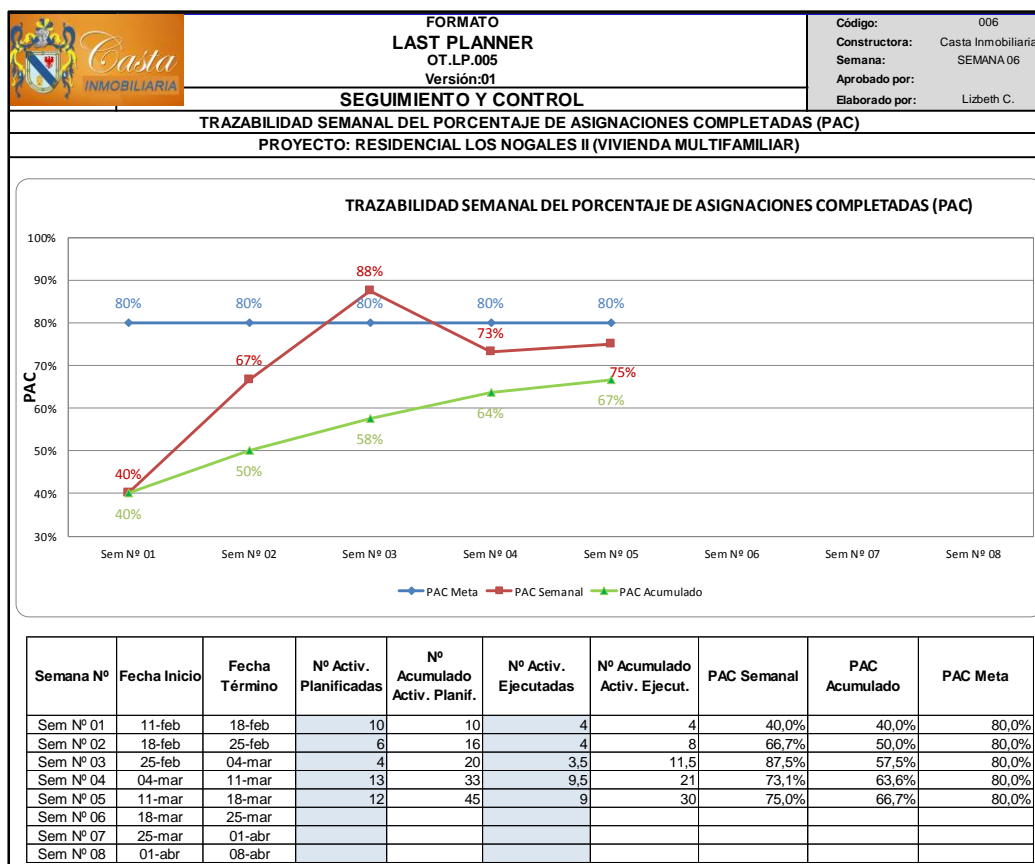 Casta
INMOBILIARIA
FORMATO
LAST PLANNER
OT.LP.005
Versión:01
SEGUIMIENTO Y CONTROL
Código: 006
Constructora: Casta Inmobiliaria
Semana: SEMANA 06
Aprobado por:
Elaborado por: Lizbeth C.
TRAZABILIDAD SEMANAL DEL PORCENTAJE DE ASIGNACIONES COMPLETADAS (PAC)
PROYECTO: RESIDENCIAL LOS NOGALES II (VIVIENDA MULTIFAMILIAR)
TRAZABILIDAD SEMANAL DEL PORCENTAJE DE ASIGNACIONES COMPLETADAS (PAC)
PAC
100%
90%
80%
70%
60%
50%
40%
30%
80% 80% 80% 80% 80%
40% 67% 88% 73% 75%
40% 50% 58% 64% 67%
Sem Nº 01 Sem Nº 02 Sem Nº 03 Sem Nº 04 Sem Nº 05 Sem Nº 06 Sem Nº 07 Sem Nº 08
PAC Meta PAC Semanal PAC Acumulado
Semana Nº Fecha Inicio Fecha Término Nº Activ. Planificadas Nº Acumulado Activ. Planif. Nº Activ. Ejecutadas Nº Acumulado Activ. Ejecut. PAC Semanal PAC Acumulado PAC Meta
Sem Nº 01 11-feb 18-feb 10 10 4 4 40,0% 40,0% 80,0%
Sem Nº 02 18-feb 25-feb 6 16 4 8 66,7% 50,0% 80,0%
Sem Nº 03 25-feb 04-mar 4 20 3,5 11,5 87,5% 57,5% 80,0%
Sem Nº 04 04-mar 11-mar 13 33 9,5 21 73,1% 63,6% 80,0%
Sem Nº 05 11-mar 18-mar 12 45 9 30 75,0% 66,7% 80,0%
Sem Nº 06 18-mar 25-mar
Sem Nº 07 25-mar 01-abr
Sem Nº 08 01-abr 08-abr